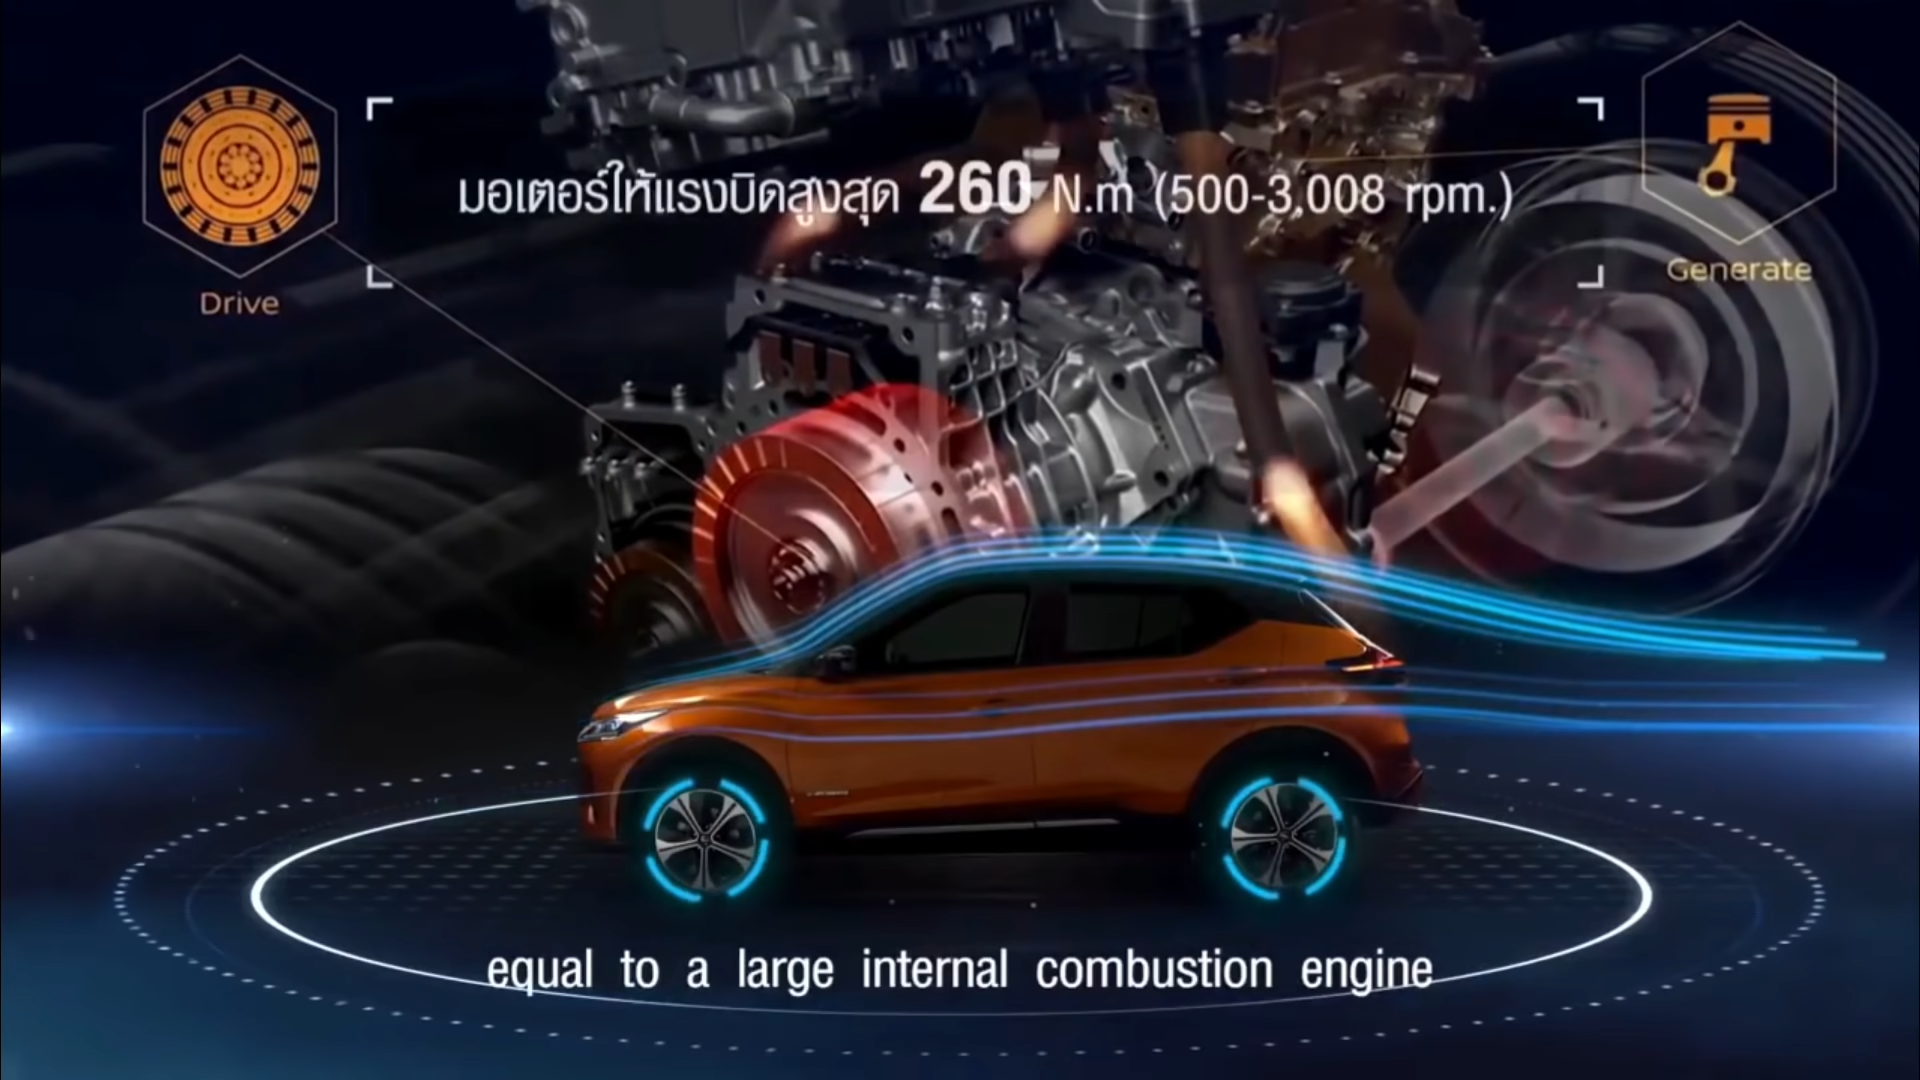 มอเตอร์ให้แรงบิดสูงสุด 260 N.m (500-3,008 rpm.)
Generate
Drive
equal to a large internal combustion engine